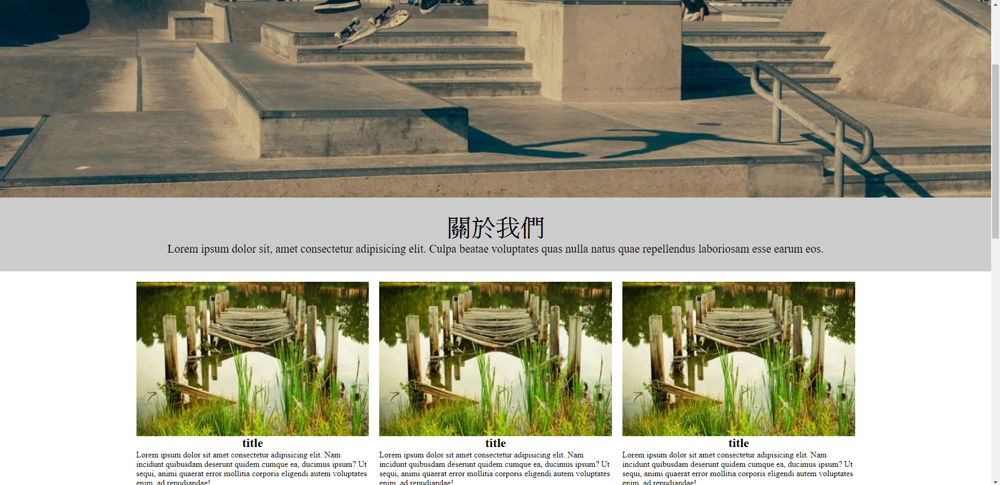 關於我們
Lorem ipsum dolor sit, amet consectetur adipisicing elit. Culpa beatae voluptates quas nulla natus quae repellendus laboriosam esse earum eos.
title
Lorem ipsum dolor sit amet consectetur adipisicing elit. Nam
incidunt quibusdam deserunt quidem cumque ea, ducimus ipsum? Ut
sequi, animi quaerat error mollitia corporis eligendi autem voluptates
enim, ad repudiandae!
title
Lorem ipsum dolor sit amet consectetur adipisicing elit. Nam
incidunt quibusdam deserunt quidem cumque ea, ducimus ipsum? Ut
sequi, animi quaerat error mollitia corporis eligendi autem voluptates
enim, ad repudiandae!
title
Lorem ipsum dolor sit amet consectetur adipisicing elit. Nam
incidunt quibusdam deserunt quidem cumque ea, ducimus ipsum? Ut
sequi, animi quaerat error mollitia corporis eligendi autem voluptates
enim, ad repudiandae!